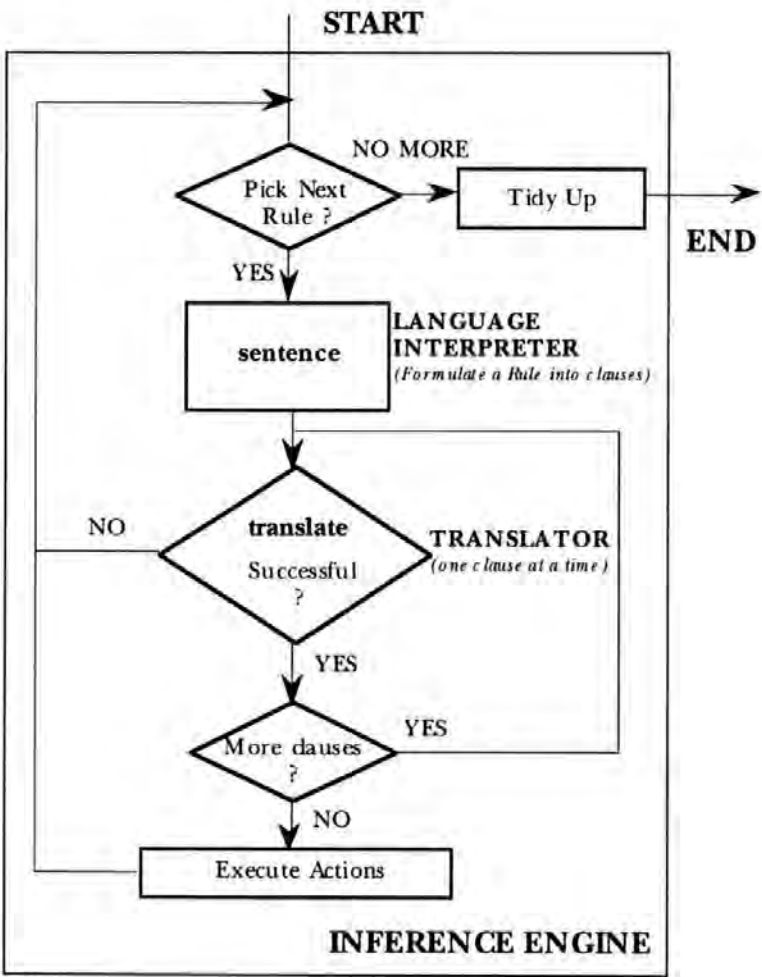 START
NO MORE
Pick Next
Rule ?
Tidy Up
END
YES
sentence
LANGUAGE
INTERPRETER
(Formulate a Rule into clauses)
NO
translate
Successful
?
TRANSLATOR
(one clause at a time)
YES
More clauses
?
YES
NO
Execute Actions
INFERENCE ENGINE